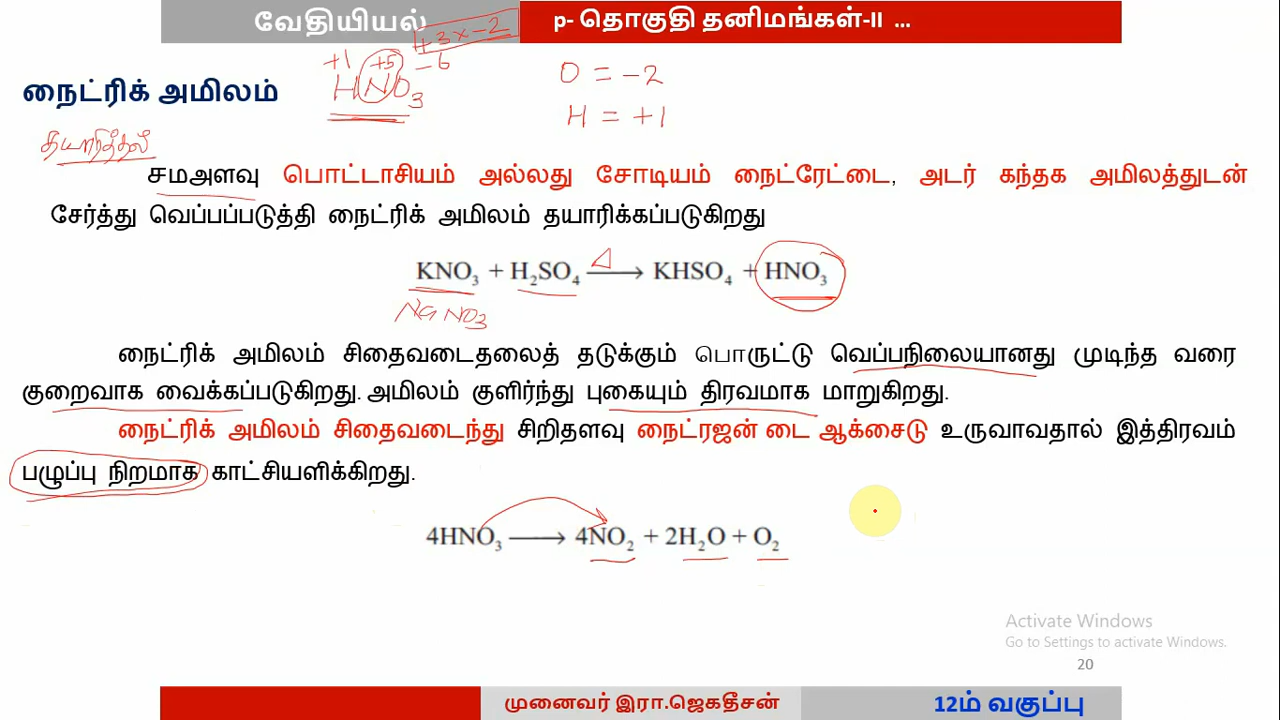 வேதியியல்
p- தொகுதி தனிமங்கள்-II ...
+3x-2
+1 +5 -6
HNO₃
O = -2
H = +1
நைட்ரிக் அமிலம்
தயாரித்தல்
சமஅளவு பொட்டாசியம் அல்லது சோடியம் நைட்ரேட்டை, அடர் கந்தக அமிலத்துடன்
சேர்த்து வெப்பப்படுத்தி நைட்ரிக் அமிலம் தயாரிக்கப்படுகிறது
KNO₃ + H₂SO₄ —Δ→ KHSO₄ + HNO₃
NaNO₃
நைட்ரிக் அமிலம் சிதைவடைதலைத் தடுக்கும் பொருட்டு வெப்பநிலையானது முடிந்த வரை
குறைவாக வைக்கப்படுகிறது. அமிலம் குளிர்ந்து புகையும் திரவமாக மாறுகிறது.
நைட்ரிக் அமிலம் சிதைவடைந்து சிறிதளவு நைட்ரஜன் டை ஆக்சைடு உருவாவதால் இத்திரவம்
பழுப்பு நிறமாக காட்சியளிக்கிறது.
4HNO₃ ⟶ 4NO₂ + 2H₂O + O₂
Activate Windows
Go to Settings to activate Windows.
20
முனைவர் இரா.ஜெகதீசன்
12ம் வகுப்பு